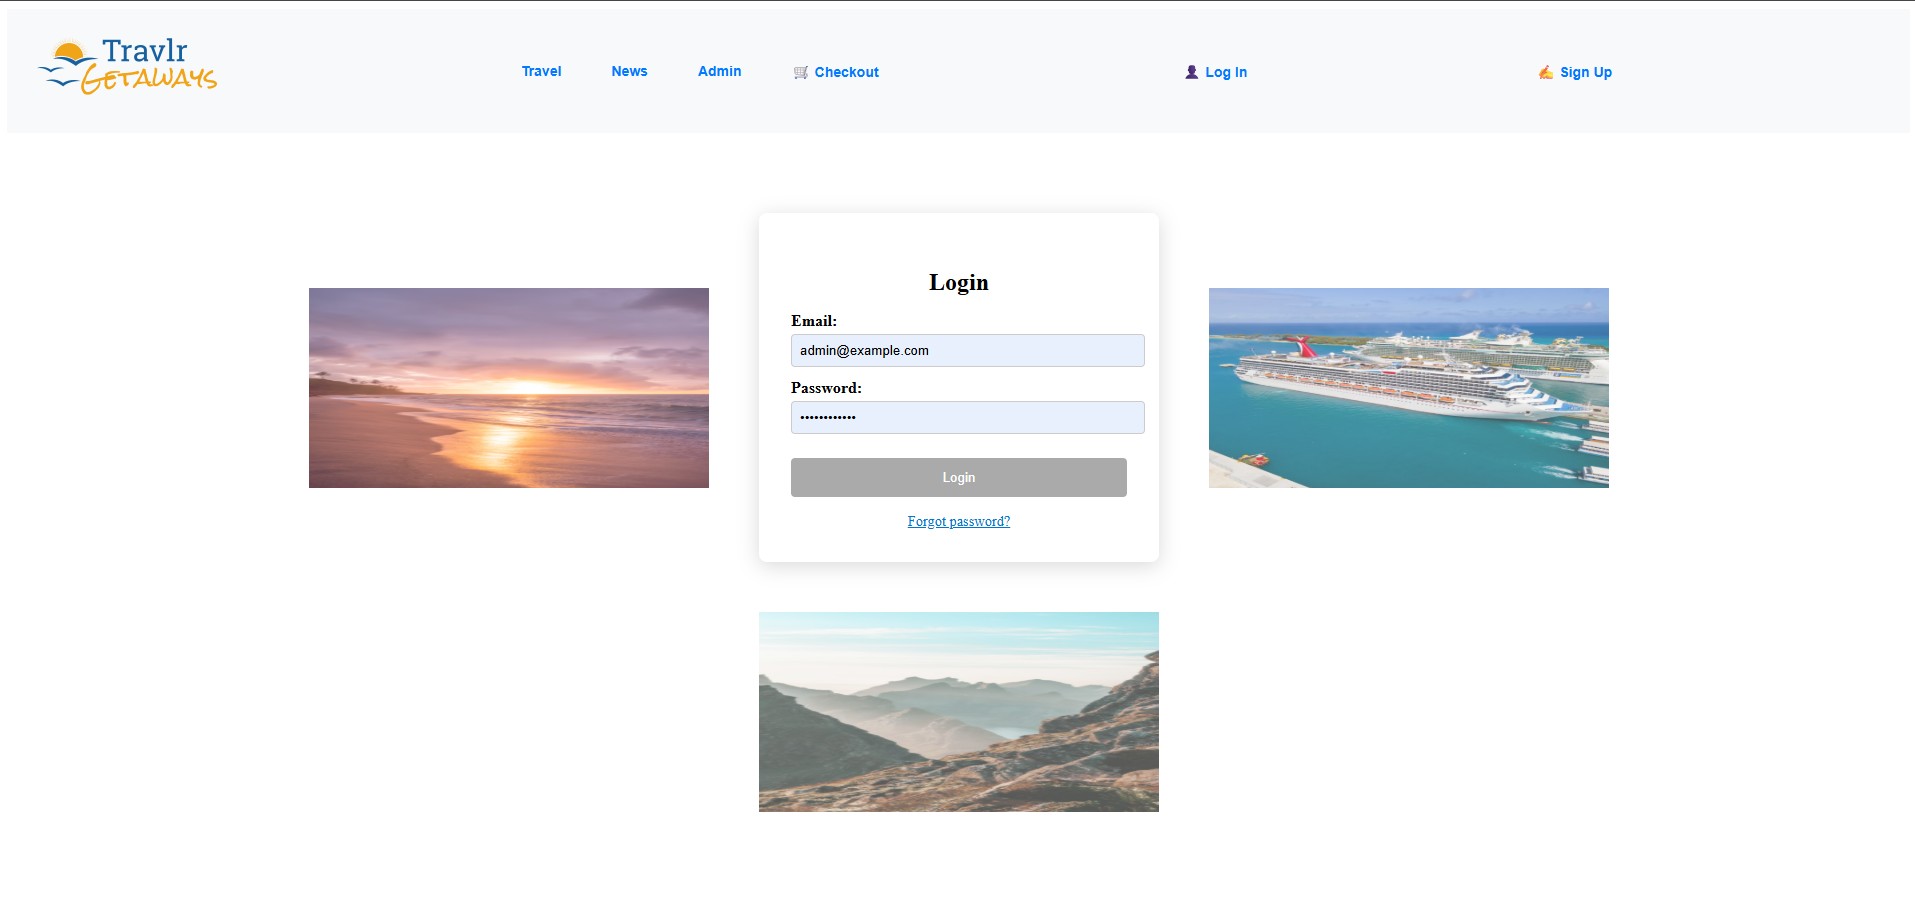 Travlr
Getaways
Travel News Admin 🛒 Checkout 👤 Log In ✍️ Sign Up
Login
Email:
admin@example.com
Password:
••••••••••••
Login
Forgot password?